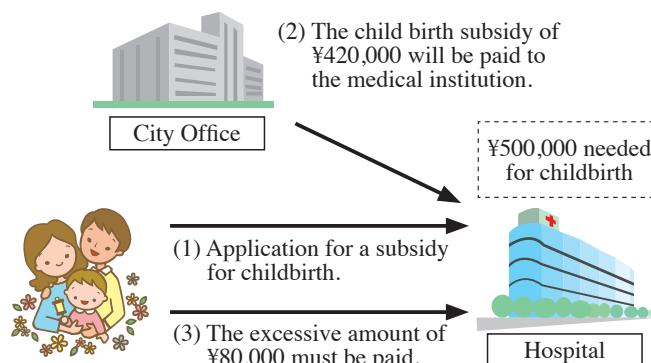 (2) The child birth subsidy of
¥420,000 will be paid to
the medical institution.
City Office
¥500,000 needed
for childbirth
(1) Application for a subsidy
for childbirth.
(3) The excessive amount of
¥80,000 must be paid.
Hospital